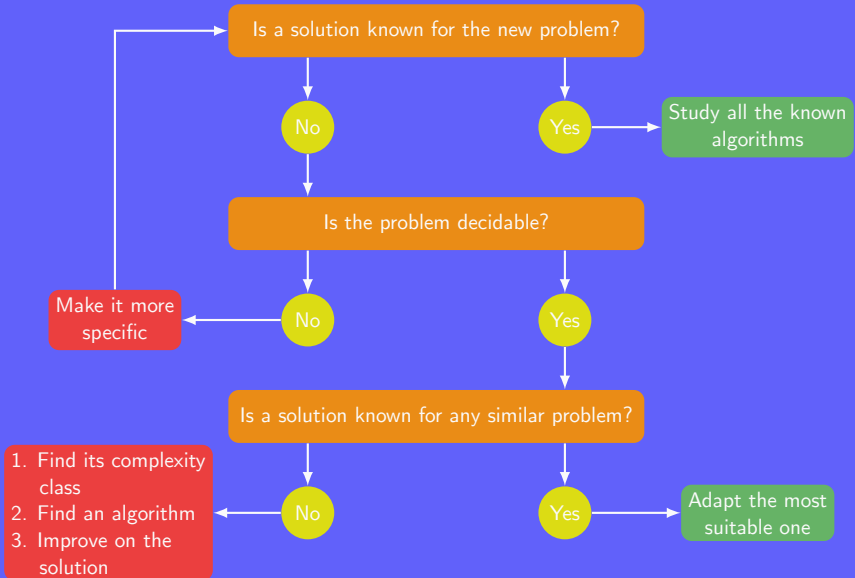 Is a solution known for the new problem?
No
Yes
Study all the known
algorithms
Is the problem decidable?
Make it more
specific
No
Yes
Is a solution known for any similar problem?
1. Find its complexity
class
2. Find an algorithm
3. Improve on the
solution
No
Yes
Adapt the most
suitable one